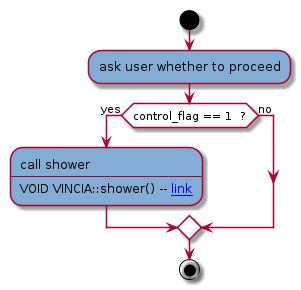 ask user whether to proceed
yes
control_flag == 1 ?
no
call shower
VOID VINCIA::shower() -- link